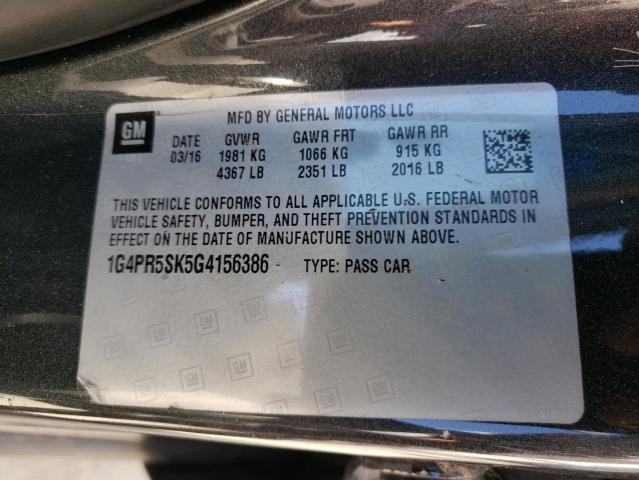 GM
MFD BY GENERAL MOTORS LLC
DATE GVWR GAWR FRT GAWR RR
03/16 1981 KG 1066 KG 915 KG
4367 LB 2351 LB 2016 LB
THIS VEHICLE CONFORMS TO ALL APPLICABLE U.S. FEDERAL MOTOR
VEHICLE SAFETY, BUMPER, AND THEFT PREVENTION STANDARDS IN
EFFECT ON THE DATE OF MANUFACTURE SHOWN ABOVE.
1G4PR5SK5G4156386 TYPE: PASS CAR